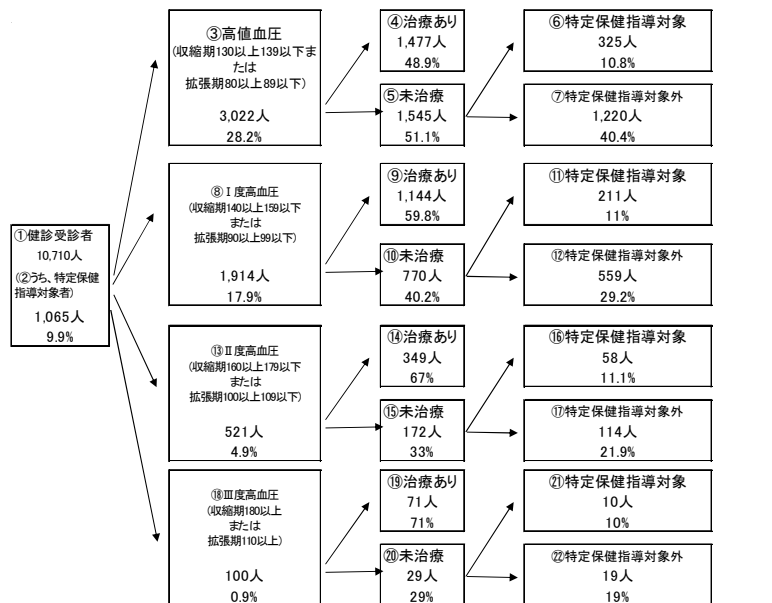 ①健診受診者
10,710人
(②うち、特定保健
指導対象者)
1,065人
9.9%
③高値血圧
(収縮期130以上139以下ま
たは
拡張期80以上89以下)
3,022人
28.2%
④治療あり
1,477人
48.9%
⑤未治療
1,545人
51.1%
⑥特定保健指導対象
325人
10.8%
⑦特定保健指導対象外
1,220人
40.4%
⑧Ⅰ度高血圧
(収縮期140以上159以下
または
拡張期90以上99以下)
1,914人
17.9%
⑨治療あり
1,144人
59.8%
⑩未治療
770人
40.2%
⑪特定保健指導対象
211人
11%
⑫特定保健指導対象外
559人
29.2%
⑬Ⅱ度高血圧
(収縮期160以上179以下
または
拡張期100以上109以下)
521人
4.9%
⑭治療あり
349人
67%
⑮未治療
172人
33%
⑯特定保健指導対象
58人
11.1%
⑰特定保健指導対象外
114人
21.9%
⑱Ⅲ度高血圧
(収縮期180以上
または
拡張期110以上)
100人
0.9%
⑲治療あり
71人
71%
⑳未治療
29人
29%
㉑特定保健指導対象
10人
10%
㉒特定保健指導対象外
19人
19%